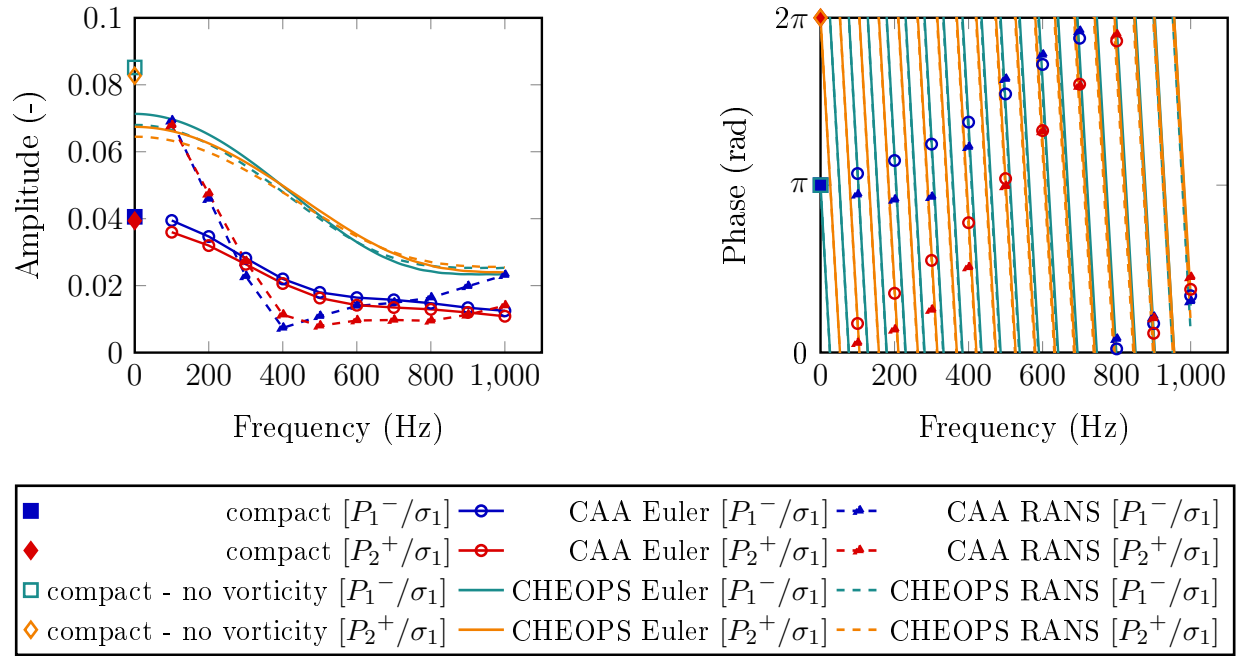 0.1
0.08
0.06
0.04
0.02
0
Amplitude (-)
0 200 400 600 800 1,000
Frequency (Hz)
2π
π
0
Phase (rad)
0 200 400 600 800 1,000
Frequency (Hz)
compact [P₁⁻/σ₁] CAA Euler [P₁⁻/σ₁] CAA RANS [P₁⁻/σ₁]
compact [P₂⁺/σ₁] CAA Euler [P₂⁺/σ₁] CAA RANS [P₂⁺/σ₁]
compact - no vorticity [P₁⁻/σ₁] CHEOPS Euler [P₁⁻/σ₁] CHEOPS RANS [P₁⁻/σ₁]
compact - no vorticity [P₂⁺/σ₁] CHEOPS Euler [P₂⁺/σ₁] CHEOPS RANS [P₂⁺/σ₁]